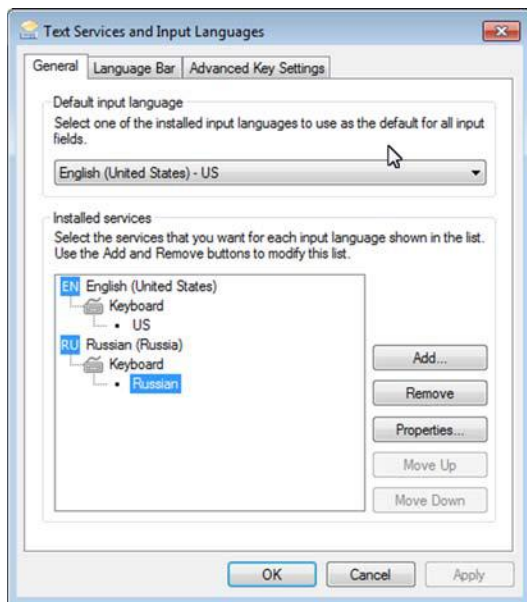 Text Services and Input Languages
General
Language Bar
Advanced Key Settings
Default input language
Select one of the installed input languages to use as the default for all input
fields.
English (United States) - US
Installed services
Select the services that you want for each input language shown in the list.
Use the Add and Remove buttons to modify this list.
EN English (United States)
Keyboard
• US
RU Russian (Russia)
Keyboard
• Russian
Add...
Remove
Properties...
Move Up
Move Down
OK
Cancel
Apply